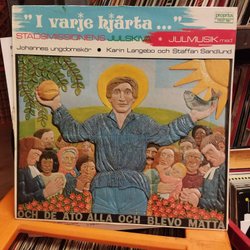 "I varje hjärta..."
STADSMISSIONENS JULSKIVA • JULMUSIK med
Johannes ungdomskör • Karin Langebo och Staffan Sandlund
OCH DE ÅTO ALLA OCH BLEVO MÄTTA
proprius